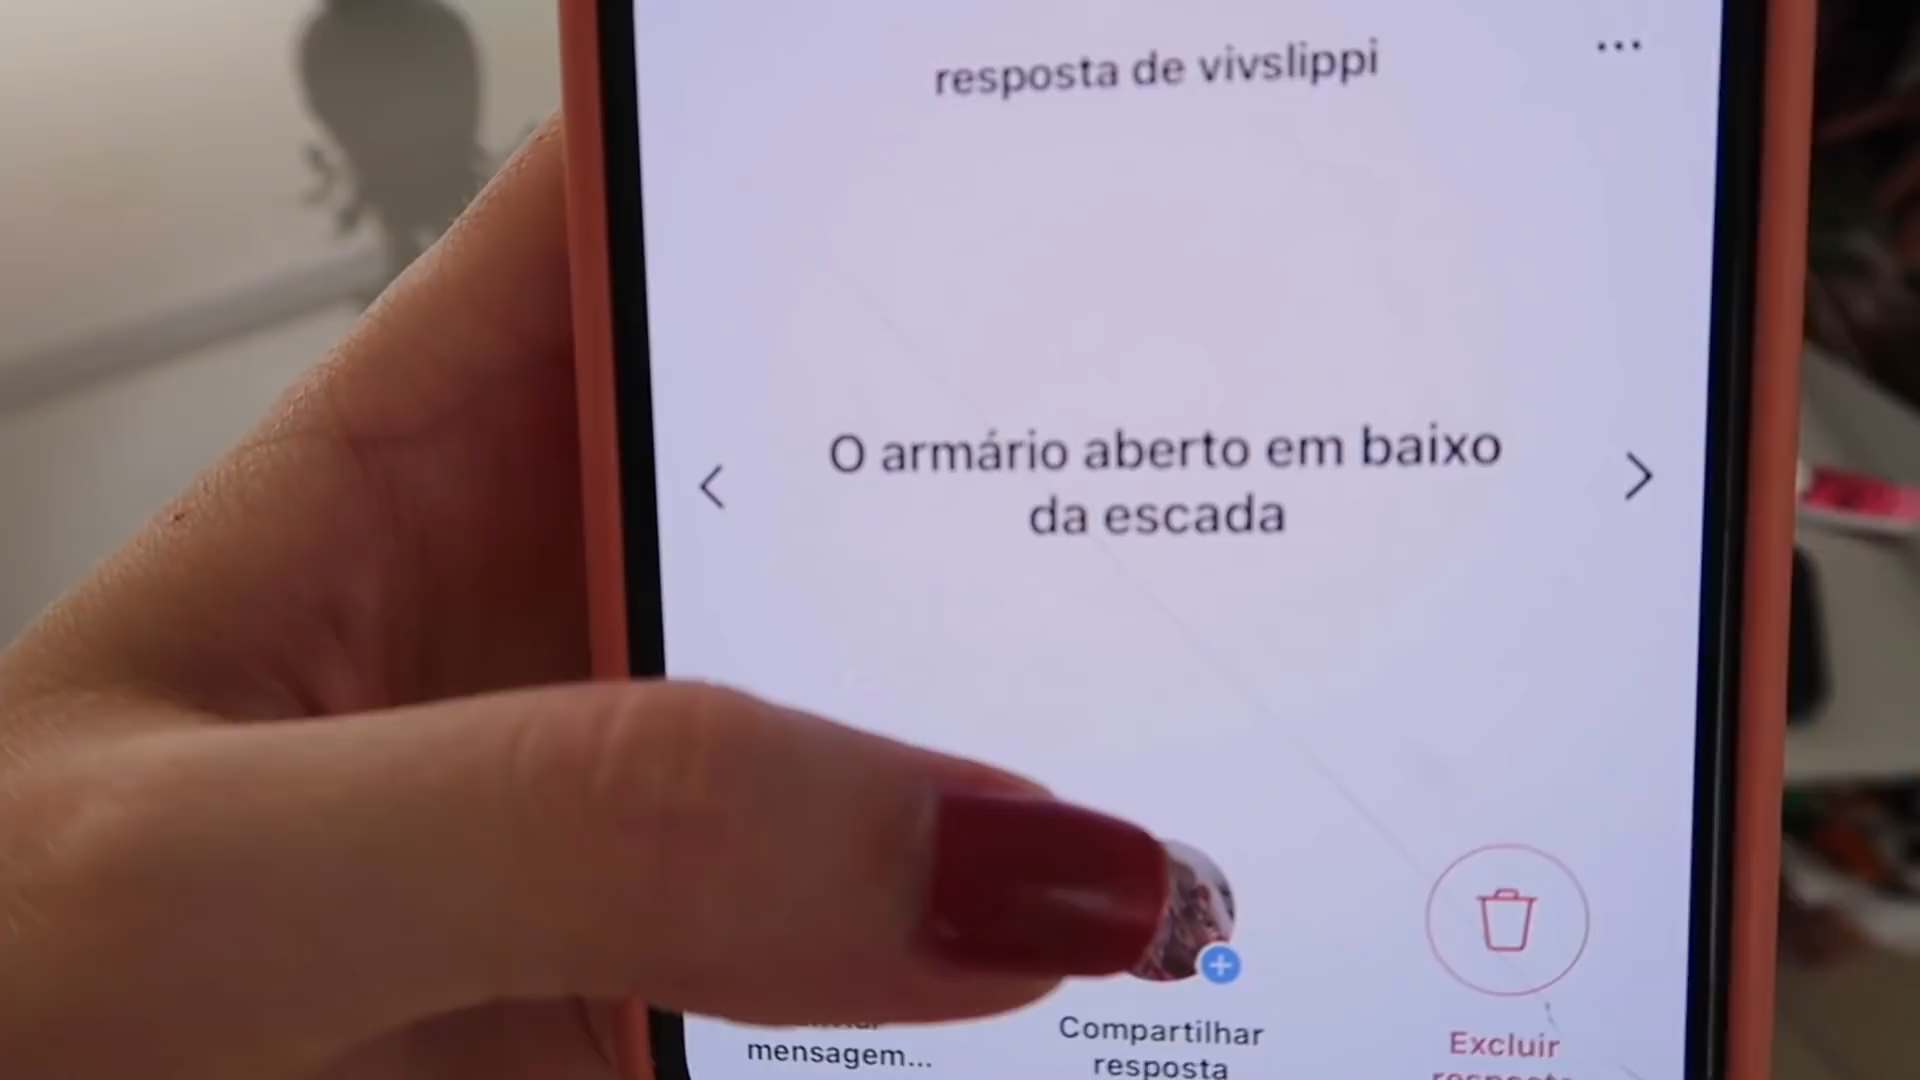 resposta de vivslippi
O armário aberto em baixo
da escada
mensagem...
Compartilhar
resposta
Excluir